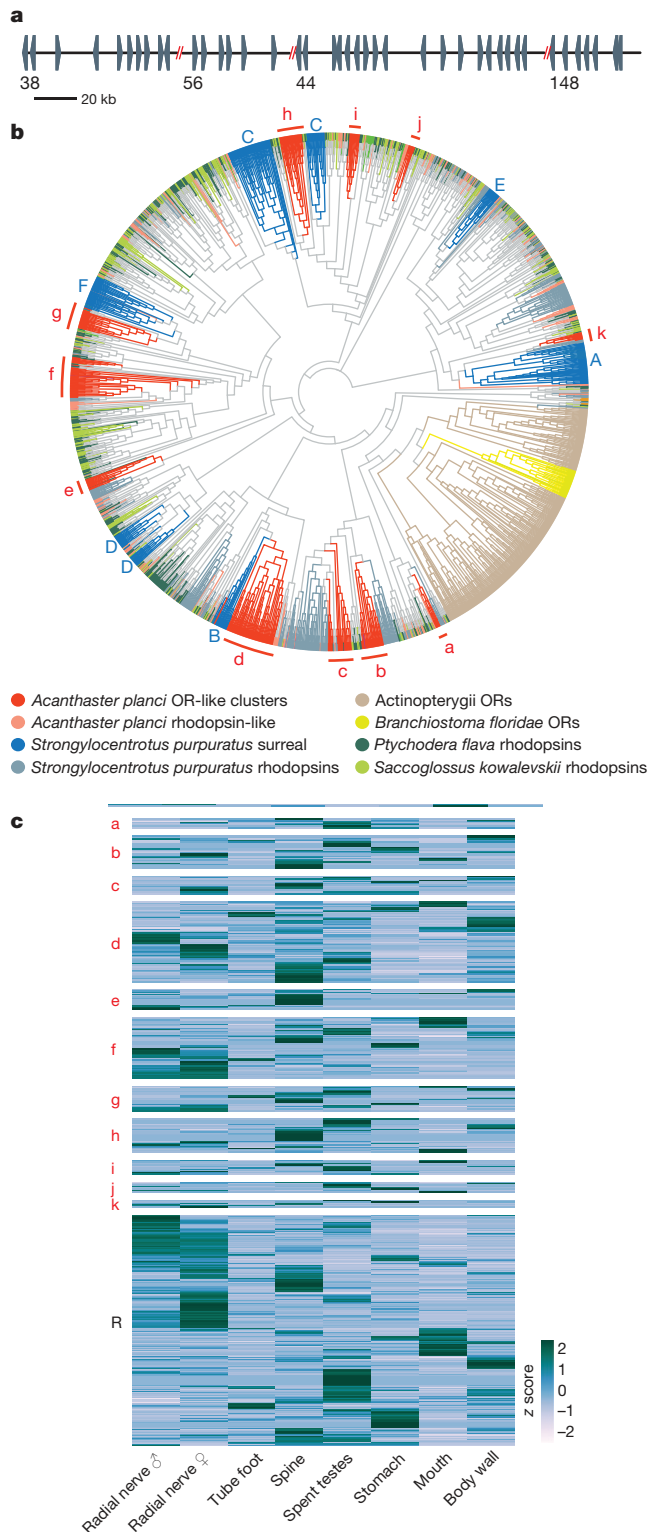 a
38
56
44
148
20 kb
b
C
h
C
i
j
E
F
g
k
A
f
e
D
D
B
d
c
b
a
Acanthaster planci OR-like clusters
Acanthaster planci rhodopsin-like
Strongylocentrotus purpuratus surreal
Strongylocentrotus purpuratus rhodopsins
Actinopterygii ORs
Branchiostoma floridae ORs
Ptychodera flava rhodopsins
Saccoglossus kowalevskii rhodopsins
c
a
b
c
d
e
f
g
h
i
j
k
R
z score
2
1
0
−1
−2
Radial nerve ♂
Radial nerve ♀
Tube foot
Spine
Spent testes
Stomach
Mouth
Body wall